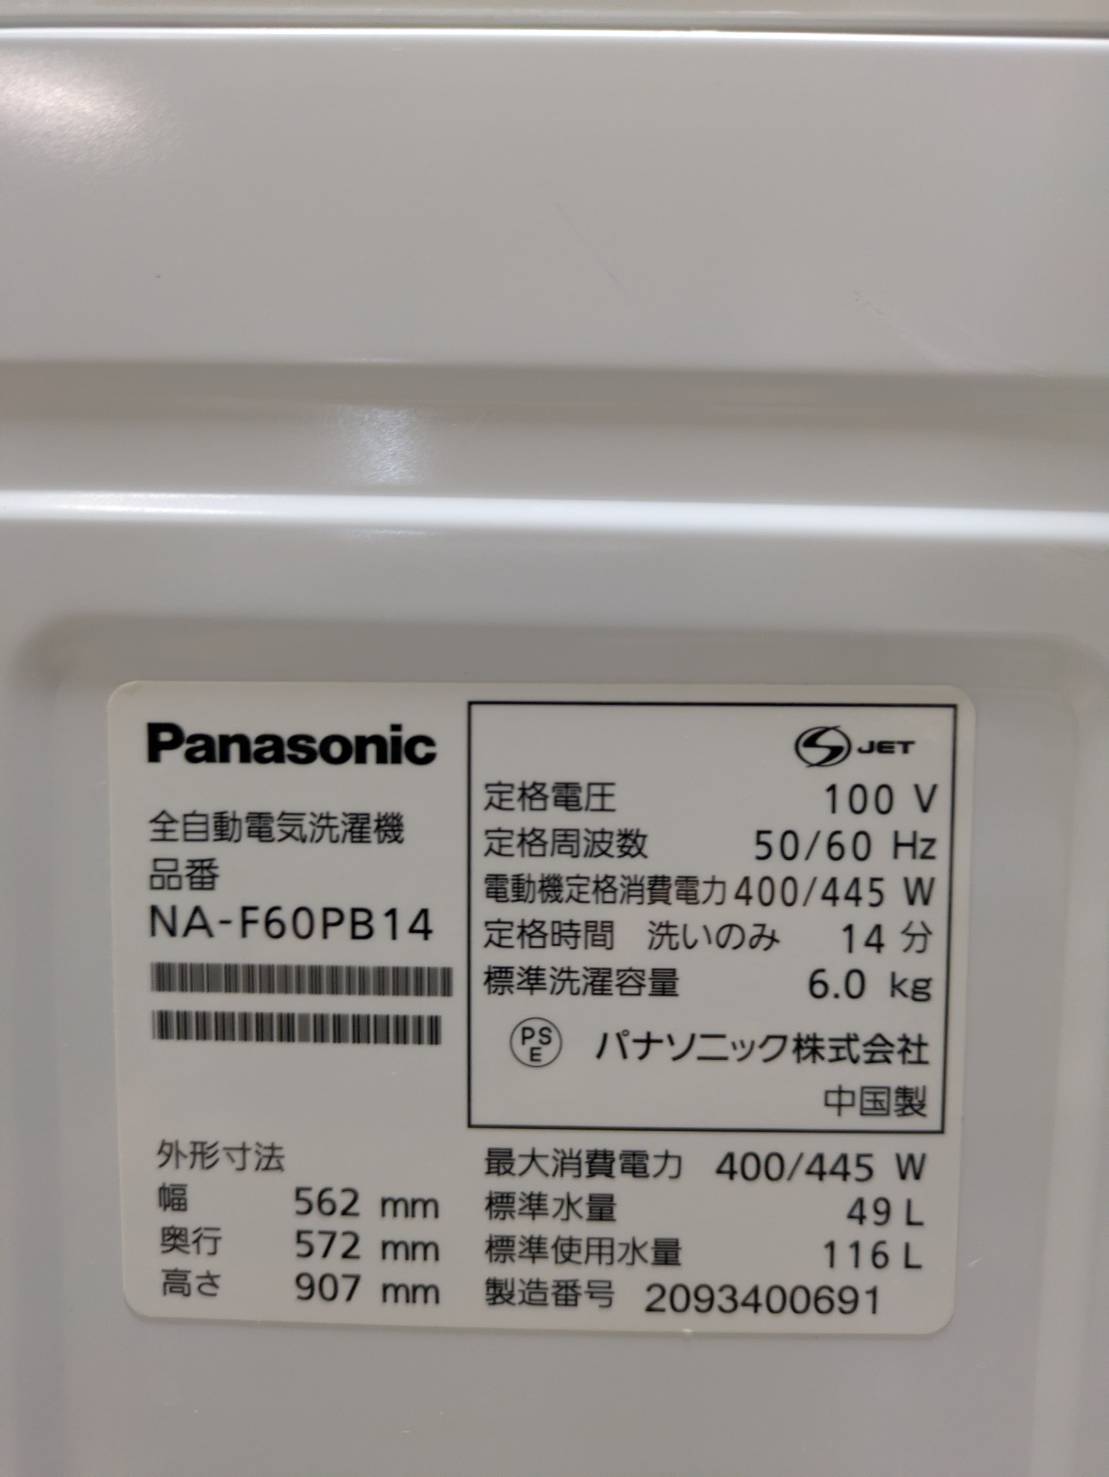 Panasonic
全自動電気洗濯機
品番
NA-F60PB14
S JET
定格電圧 100 V
定格周波数 50/60 Hz
電動機定格消費電力 400/445 W
定格時間 洗いのみ 14 分
標準洗濯容量 6.0 kg
PS
E
パナソニック株式会社
中国製
外形寸法
幅 562 mm
奥行 572 mm
高さ 907 mm
最大消費電力 400/445 W
標準水量 49 L
標準使用水量 116 L
製造番号 2093400691